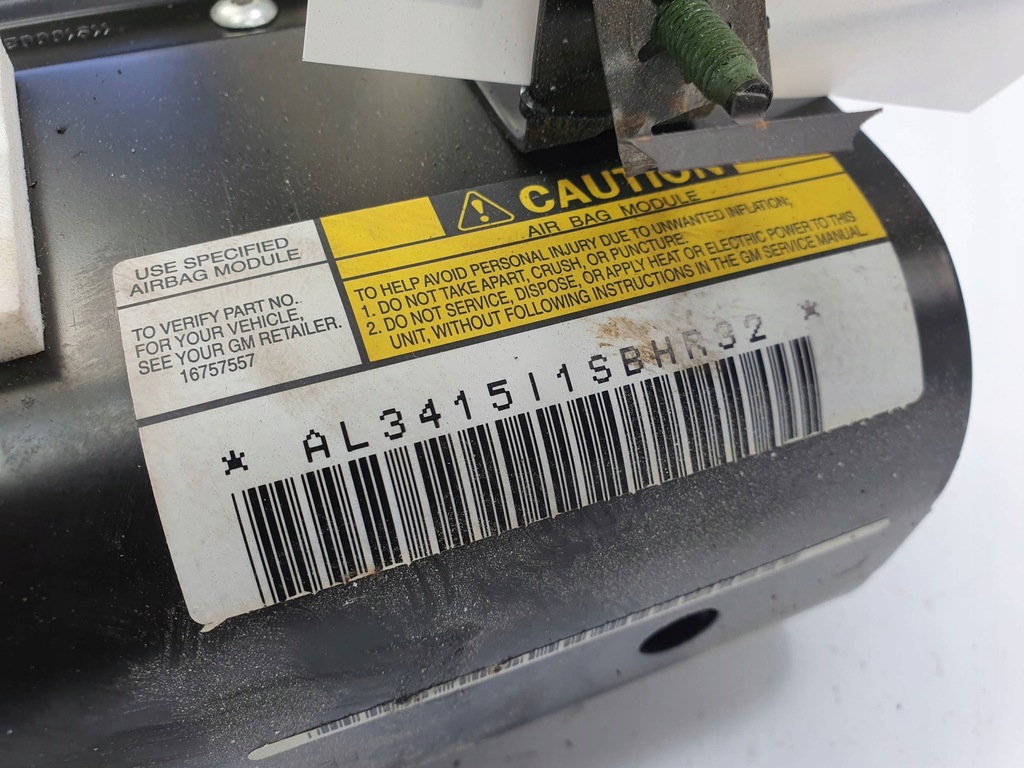 USE SPECIFIED
AIRBAG MODULE
TO VERIFY PART NO.
FOR YOUR VEHICLE,
SEE YOUR GM RETAILER.
16757557
CAUTION
AIR BAG MODULE
TO HELP AVOID PERSONAL INJURY DUE TO UNWANTED INFLATION;
1. DO NOT TAKE APART, CRUSH, OR PUNCTURE.
2. DO NOT SERVICE, DISPOSE, OR APPLY HEAT OR ELECTRIC POWER TO THIS
UNIT, WITHOUT FOLLOWING INSTRUCTIONS IN THE GM SERVICE MANUAL.
* AL3415I1SBHR32 *